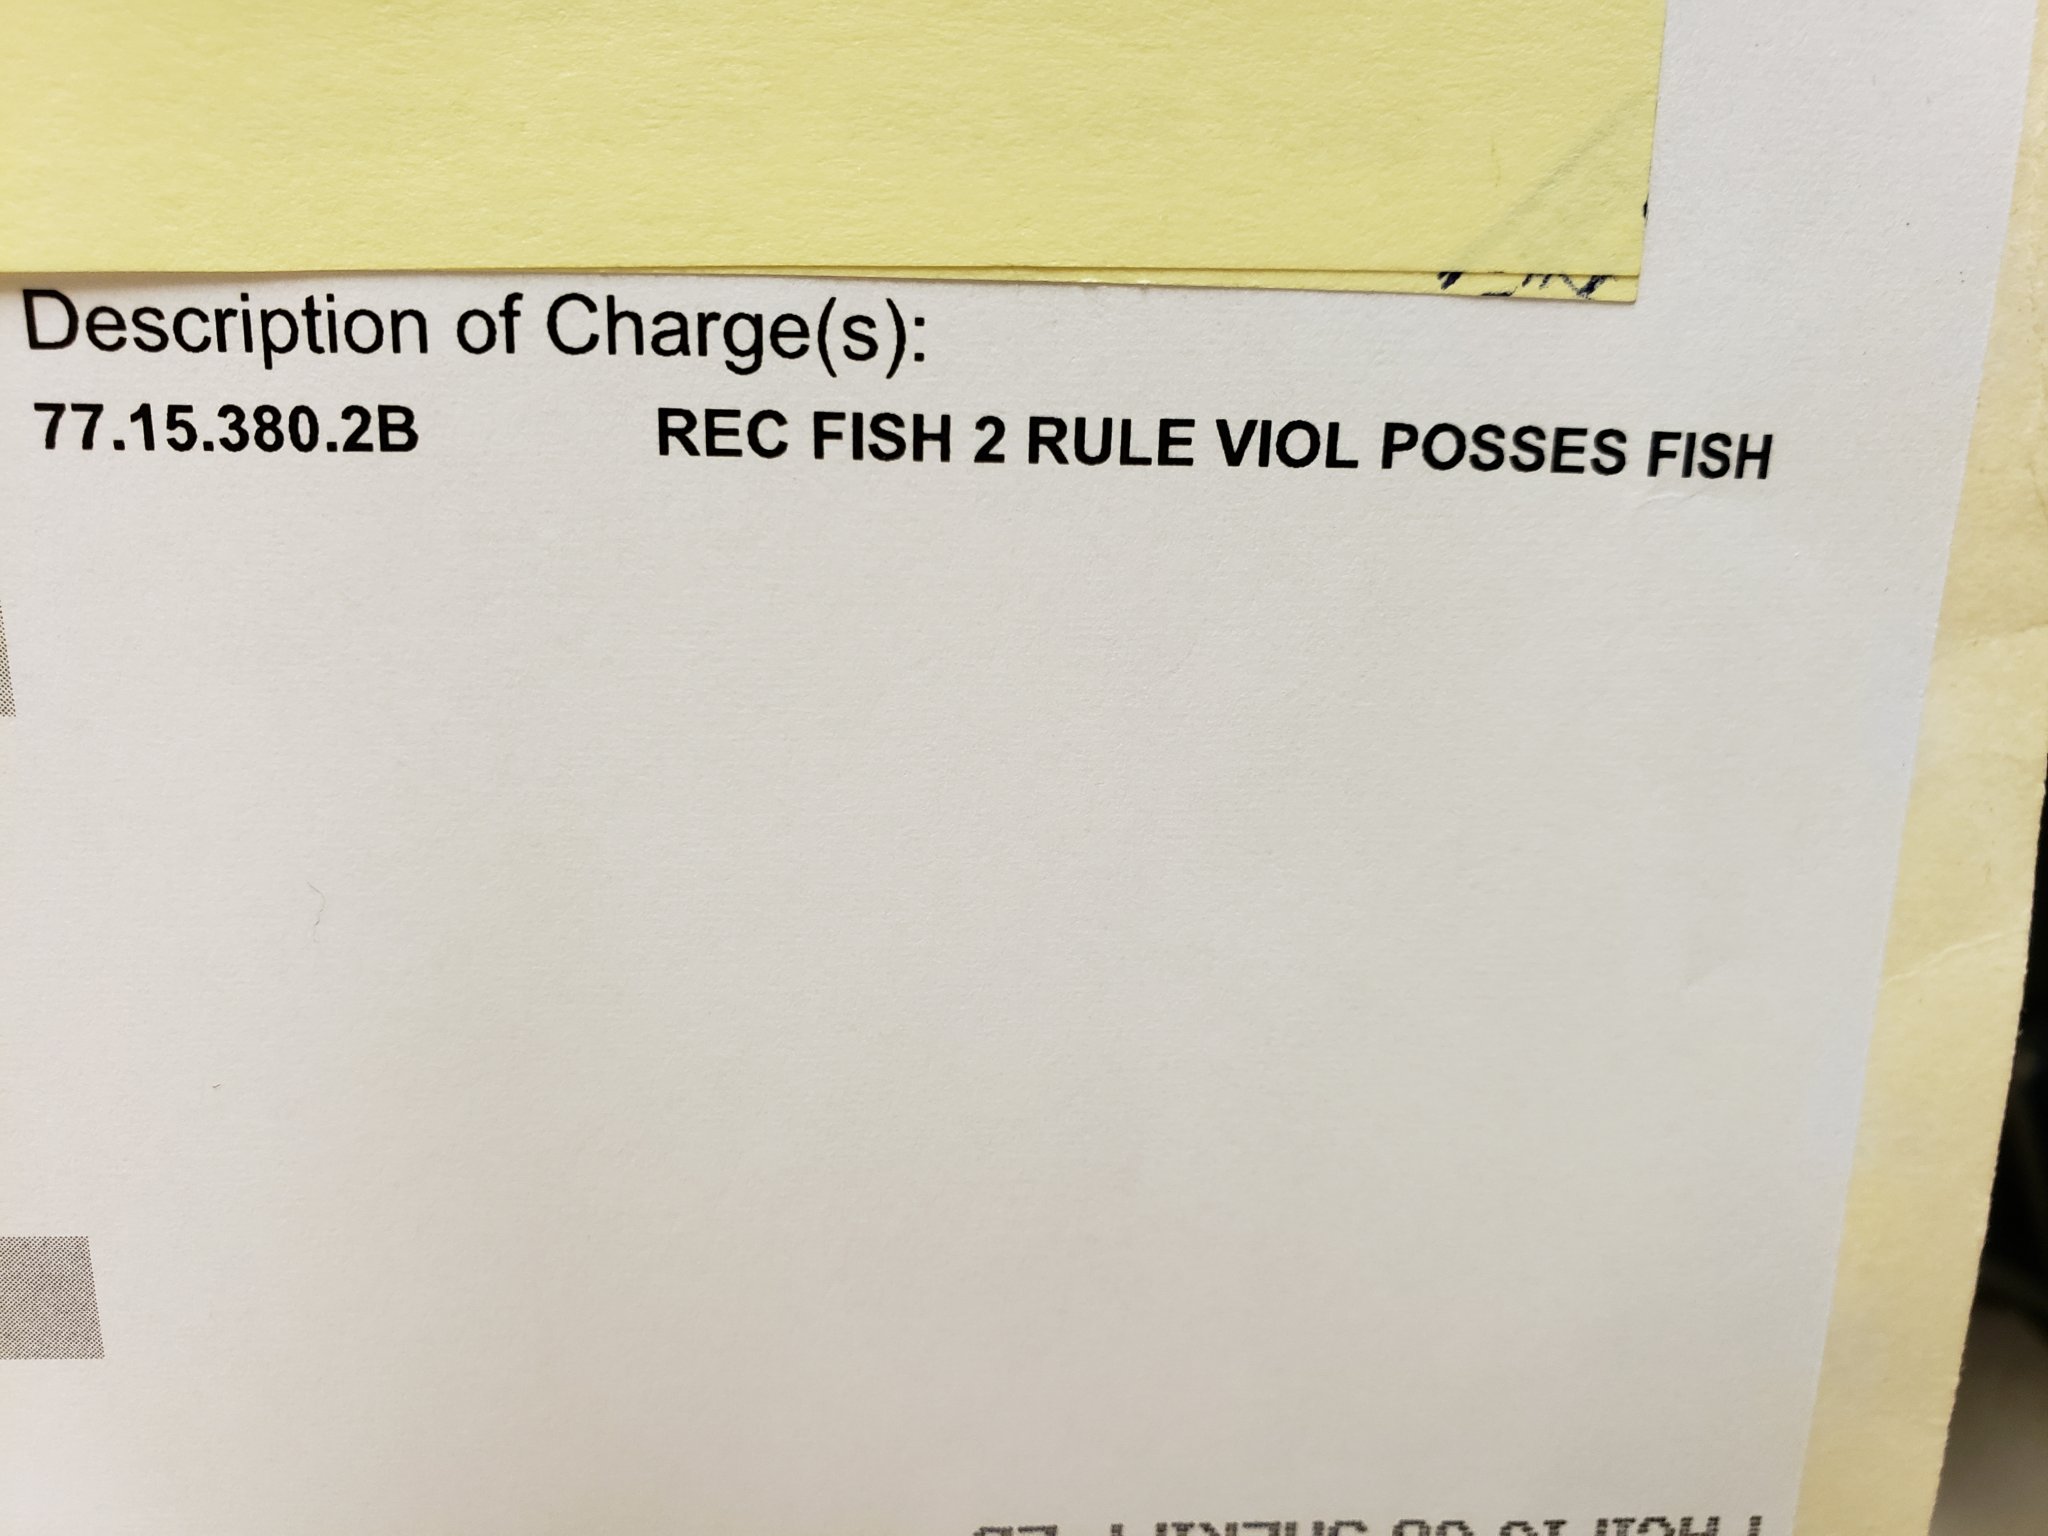 Description of Charge(s):
77.15.380.2B REC FISH 2 RULE VIOL POSSES FISH